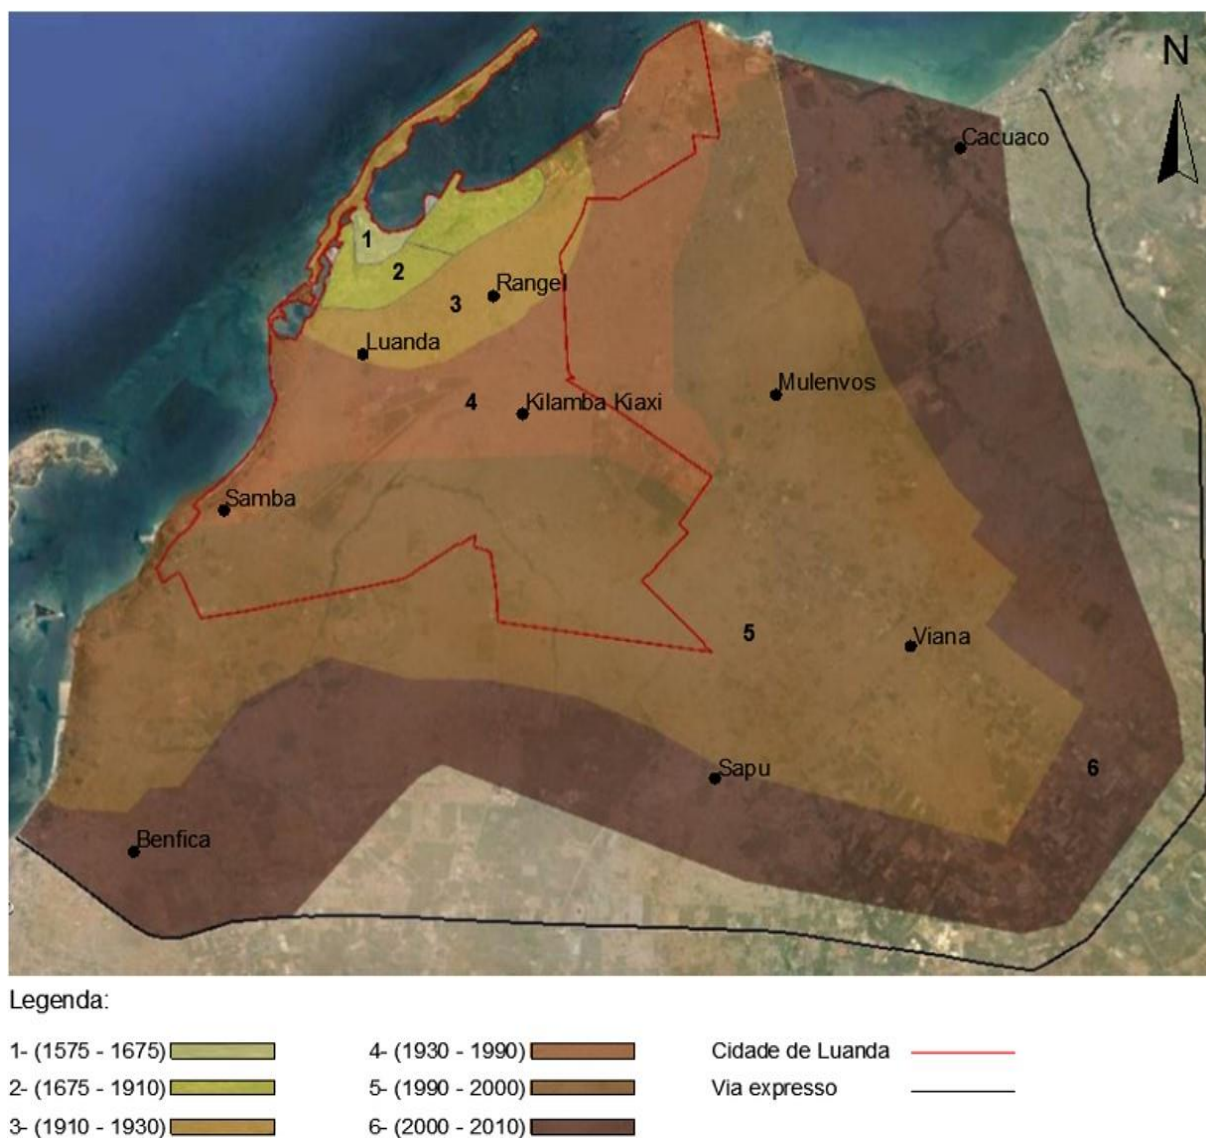 N
Cacuaco
1
2
Rangel
3
Luanda
Mulenvos
4
Kilamba Kiaxi
Samba
5
Viana
Sapu
6
Benfica
Legenda:
1- (1575 - 1675)
4- (1930 - 1990)
Cidade de Luanda
2- (1675 - 1910)
5- (1990 - 2000)
Via expresso
3- (1910 - 1930)
6- (2000 - 2010)